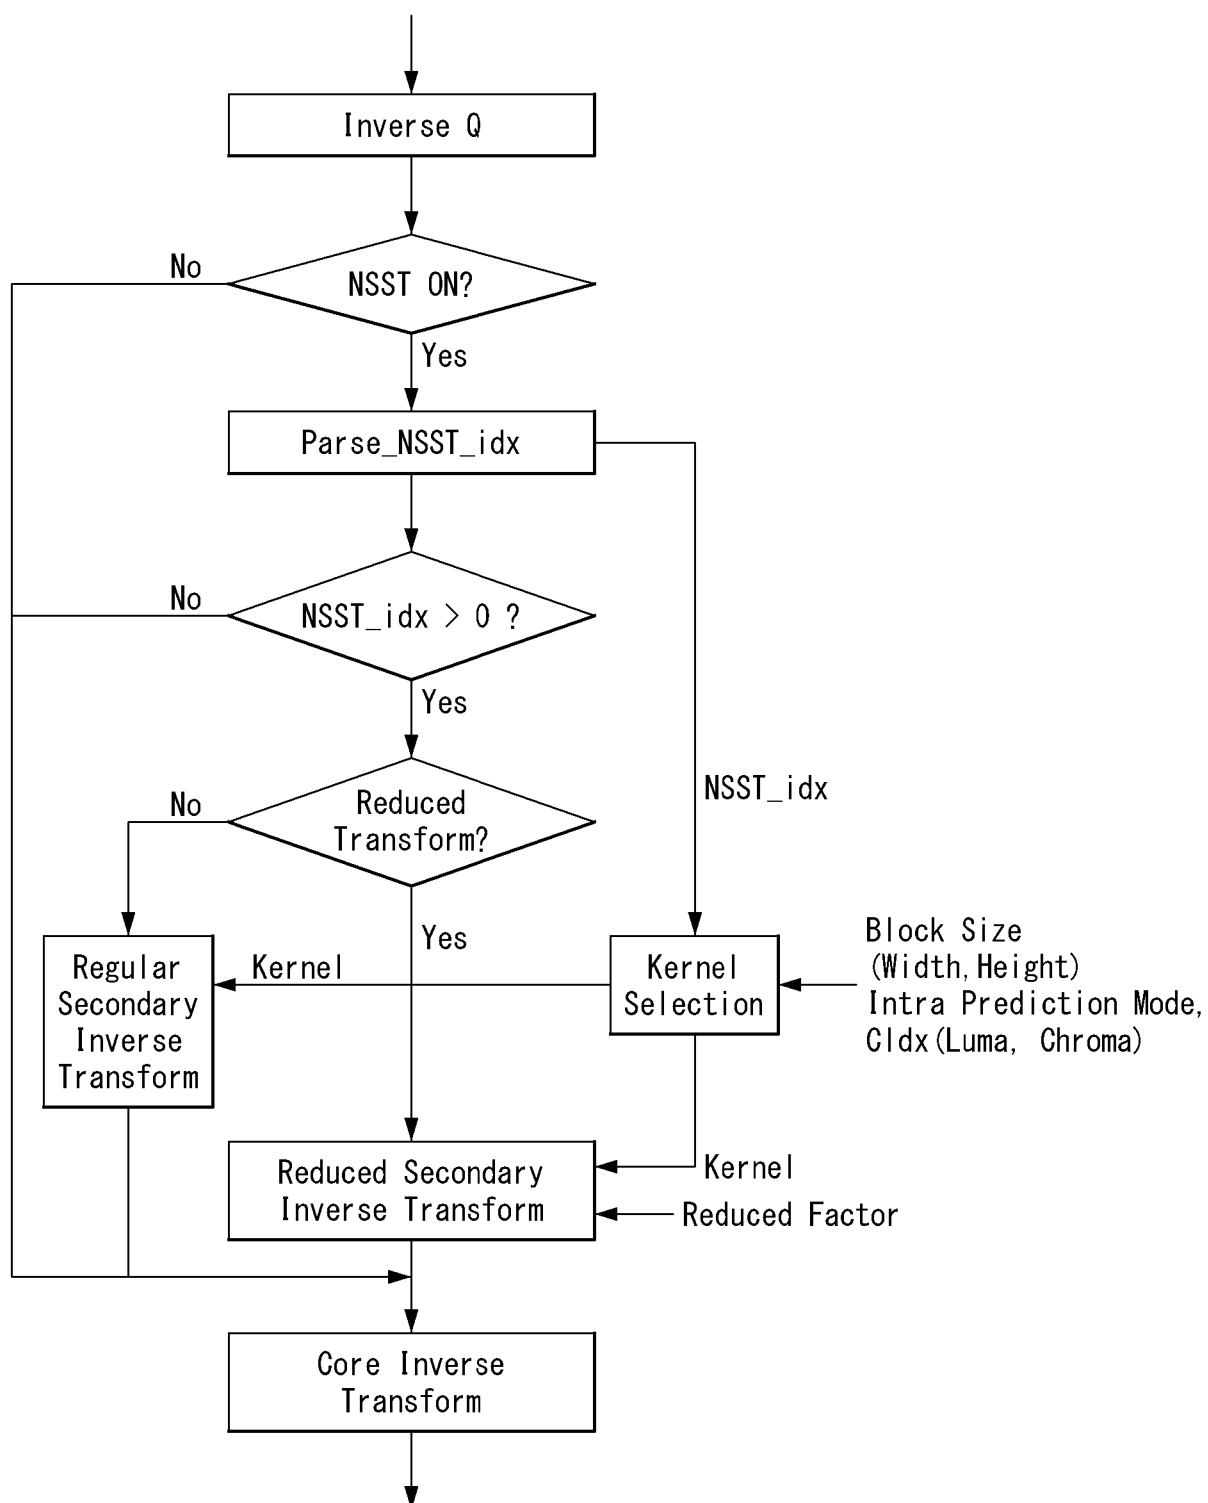 Inverse Q
No
NSST ON?
Yes
Parse_NSST_idx
No
NSST_idx > 0 ?
Yes
NSST_idx
No
Reduced
Transform?
Yes
Regular
Secondary
Inverse
Transform
Kernel
Kernel
Selection
Block Size
(Width, Height)
Intra Prediction Mode,
CIdx(Luma, Chroma)
Reduced Secondary
Inverse Transform
Kernel
Reduced Factor
Core Inverse
Transform